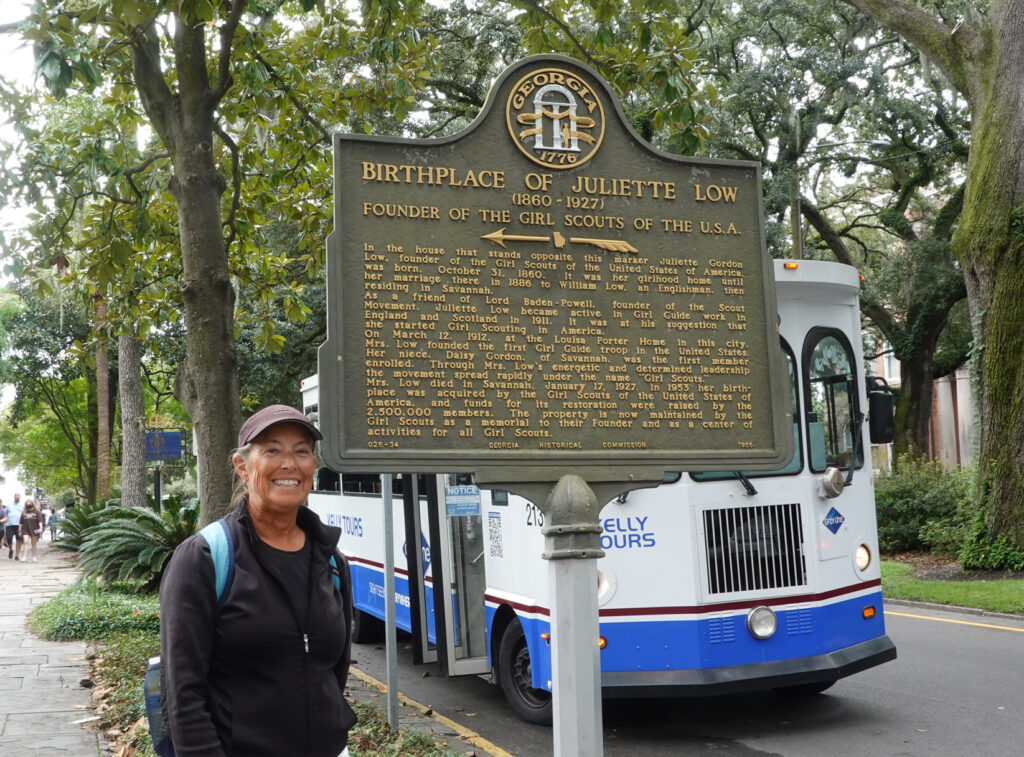 GEORGIA
1776
BIRTHPLACE OF JULIETTE LOW
(1860-1927)
FOUNDER OF THE GIRL SCOUTS OF THE U.S.A.
In the house that stands opposite this marker Juliette Gordon
Low, founder of the Girl Scouts of the United States of America,
was born, October 31, 1860. It was her girlhood home until
her marriage there in 1886 to William Low, an Englishman, then
residing in Savannah.
As a friend of Lord Baden-Powell, founder of the Scout
Movement, Juliette Low became active in Girl Guide work in
England and Scotland in 1911. It was at his suggestion that
she started Girl Scouting in America.
On March 12, 1912, at the Louisa Porter Home in this city,
Mrs. Low founded the first Girl Guide troop in the United States.
Her niece, Daisy Gordon, of Savannah, was the first member
enrolled. Through Mrs. Low's energetic and determined leadership
the movement spread rapidly under the name "Girl Scouts."
Mrs. Low died in Savannah, January 17, 1927. In 1953 her birth-
place was acquired by the Girl Scouts of the United States of
America, and funds for its restoration were raised by the
2,500,000 members. The property is now maintained by the
Girl Scouts as a memorial to their Founder and as a center of
activities for all Girl Scouts.
025-34 GEORGIA HISTORICAL COMMISSION 1958
NOTICE
213
KELLY TOURS
KELLY
TOURS